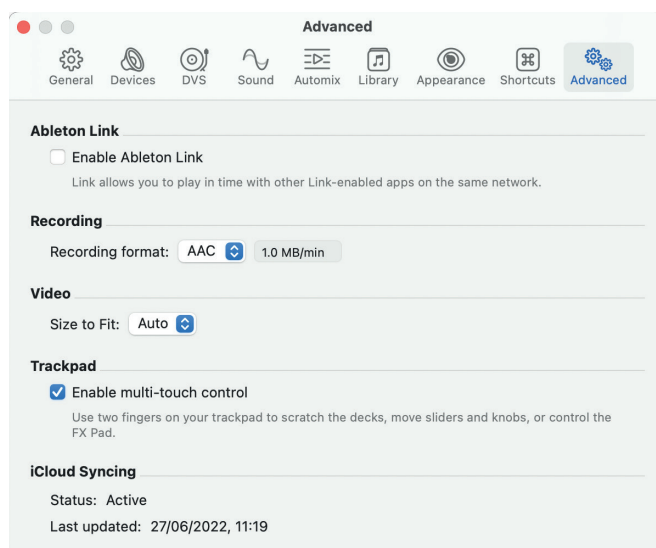 Advanced
General Devices DVS Sound Automix Library Appearance Shortcuts Advanced
Ableton Link
Enable Ableton Link
Link allows you to play in time with other Link-enabled apps on the same network.
Recording
Recording format: AAC 1.0 MB/min
Video
Size to Fit: Auto
Trackpad
Enable multi-touch control
Use two fingers on your trackpad to scratch the decks, move sliders and knobs, or control the
FX Pad.
iCloud Syncing
Status: Active
Last updated: 27/06/2022, 11:19